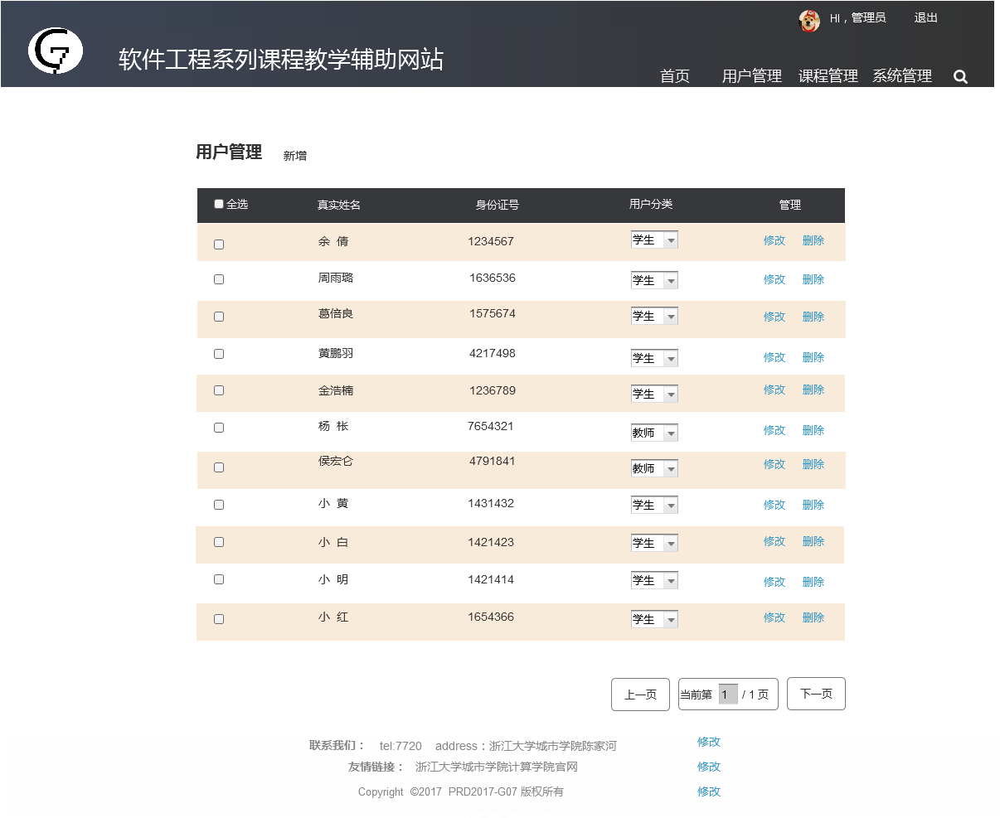 HI，管理员 退出
软件工程系列课程教学辅助网站
首页 用户管理 课程管理 系统管理
用户管理 新增
全选 真实姓名 身份证号 用户分类 管理
余 倩 1234567 学生 修改 删除
周雨璐 1636536 学生 修改 删除
葛倍良 1575674 学生 修改 删除
黄鹏羽 4217498 学生 修改 删除
金浩楠 1236789 学生 修改 删除
杨 枨 7654321 教师 修改 删除
侯宏仑 4791841 教师 修改 删除
小 黄 1431432 学生 修改 删除
小 白 1421423 学生 修改 删除
小 明 1421414 学生 修改 删除
小 红 1654366 学生 修改 删除
上一页 当前第 1 / 1 页 下一页
联系我们： tel:7720 address：浙江大学城市学院陈家河 修改
友情链接： 浙江大学城市学院计算学院官网 修改
Copyright ©2017 PRD2017-G07 版权所有 修改